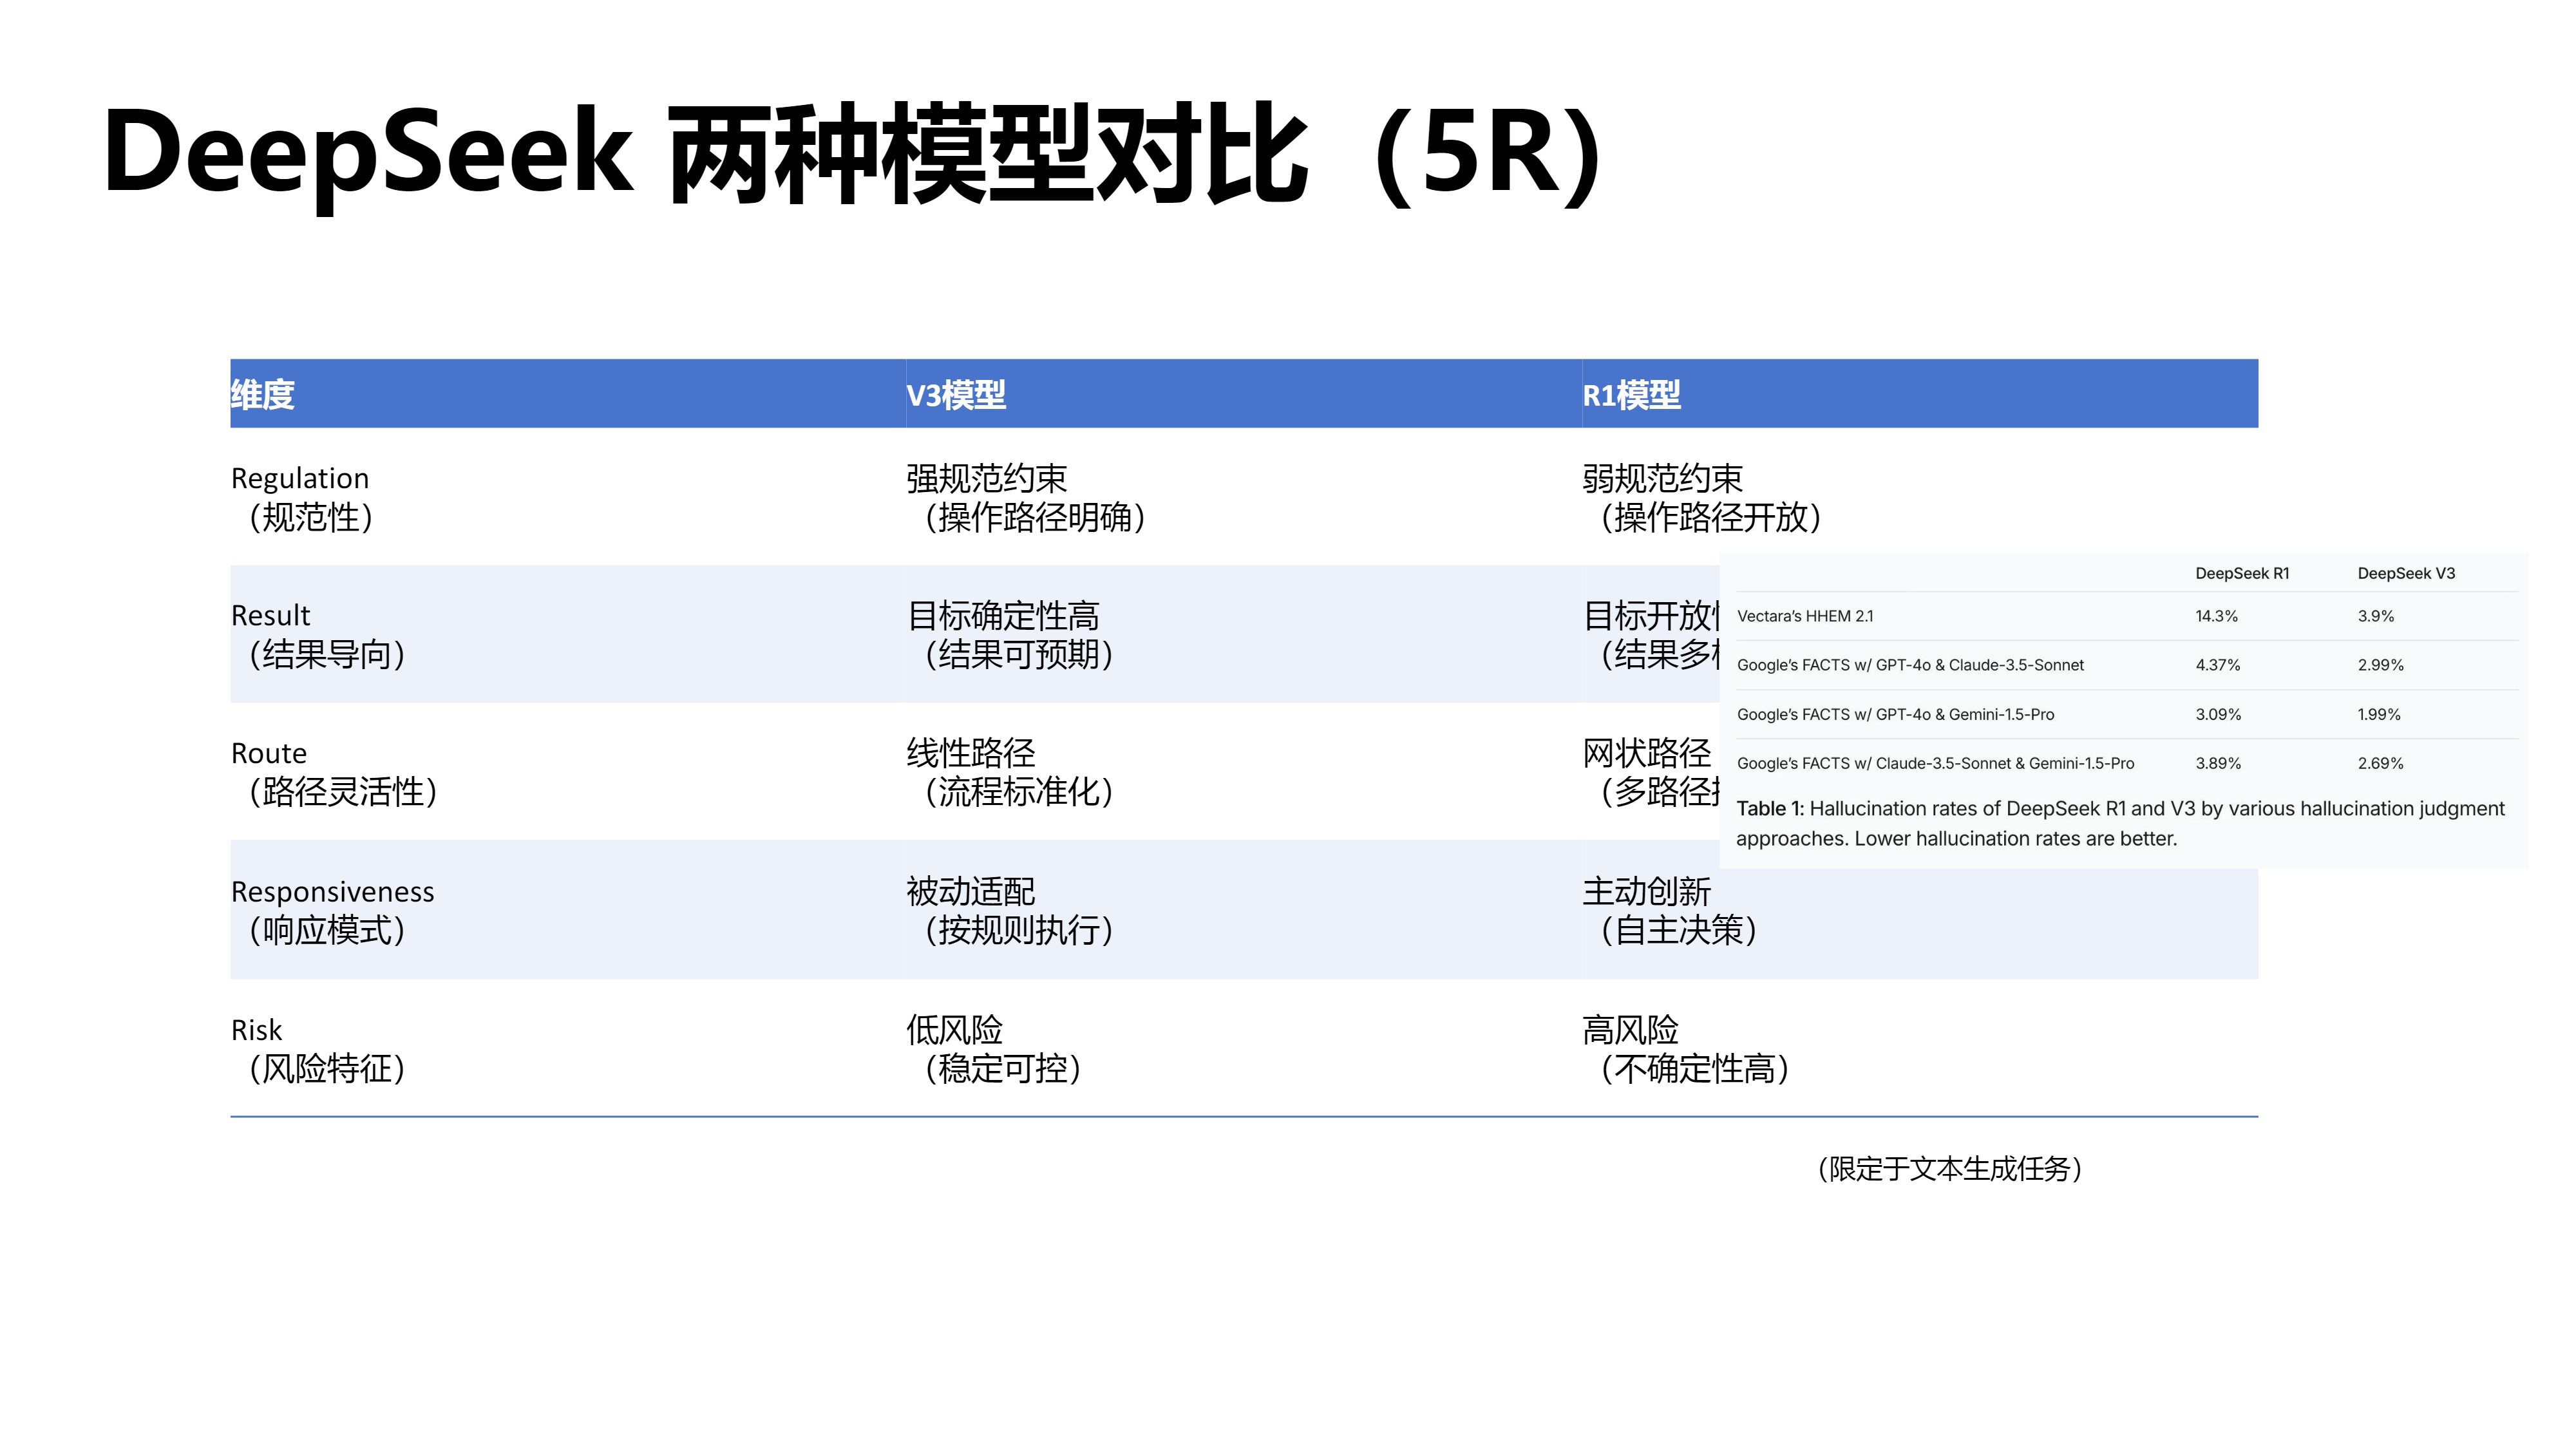 DeepSeek 两种模型对比（5R）
维度 V3模型 R1模型
Regulation 强规范约束 弱规范约束
（规范性） （操作路径明确） （操作路径开放）
Result 目标确定性高 目标开放
（结果导向） （结果可预期） （结果多
Route 线性路径 网状路径
（路径灵活性） （流程标准化） （多路径
Responsiveness 被动适配 主动创新
（响应模式） （按规则执行） （自主决策）
Risk 低风险 高风险
（风险特征） （稳定可控） （不确定性高）
DeepSeek R1 DeepSeek V3
Vectara's HHEM 2.1 14.3% 3.9%
Google's FACTS w/ GPT-4o & Claude-3.5-Sonnet 4.37% 2.99%
Google's FACTS w/ GPT-4o & Gemini-1.5-Pro 3.09% 1.99%
Google's FACTS w/ Claude-3.5-Sonnet & Gemini-1.5-Pro 3.89% 2.69%
Table 1: Hallucination rates of DeepSeek R1 and V3 by various hallucination judgment
approaches. Lower hallucination rates are better.
（限定于文本生成任务）